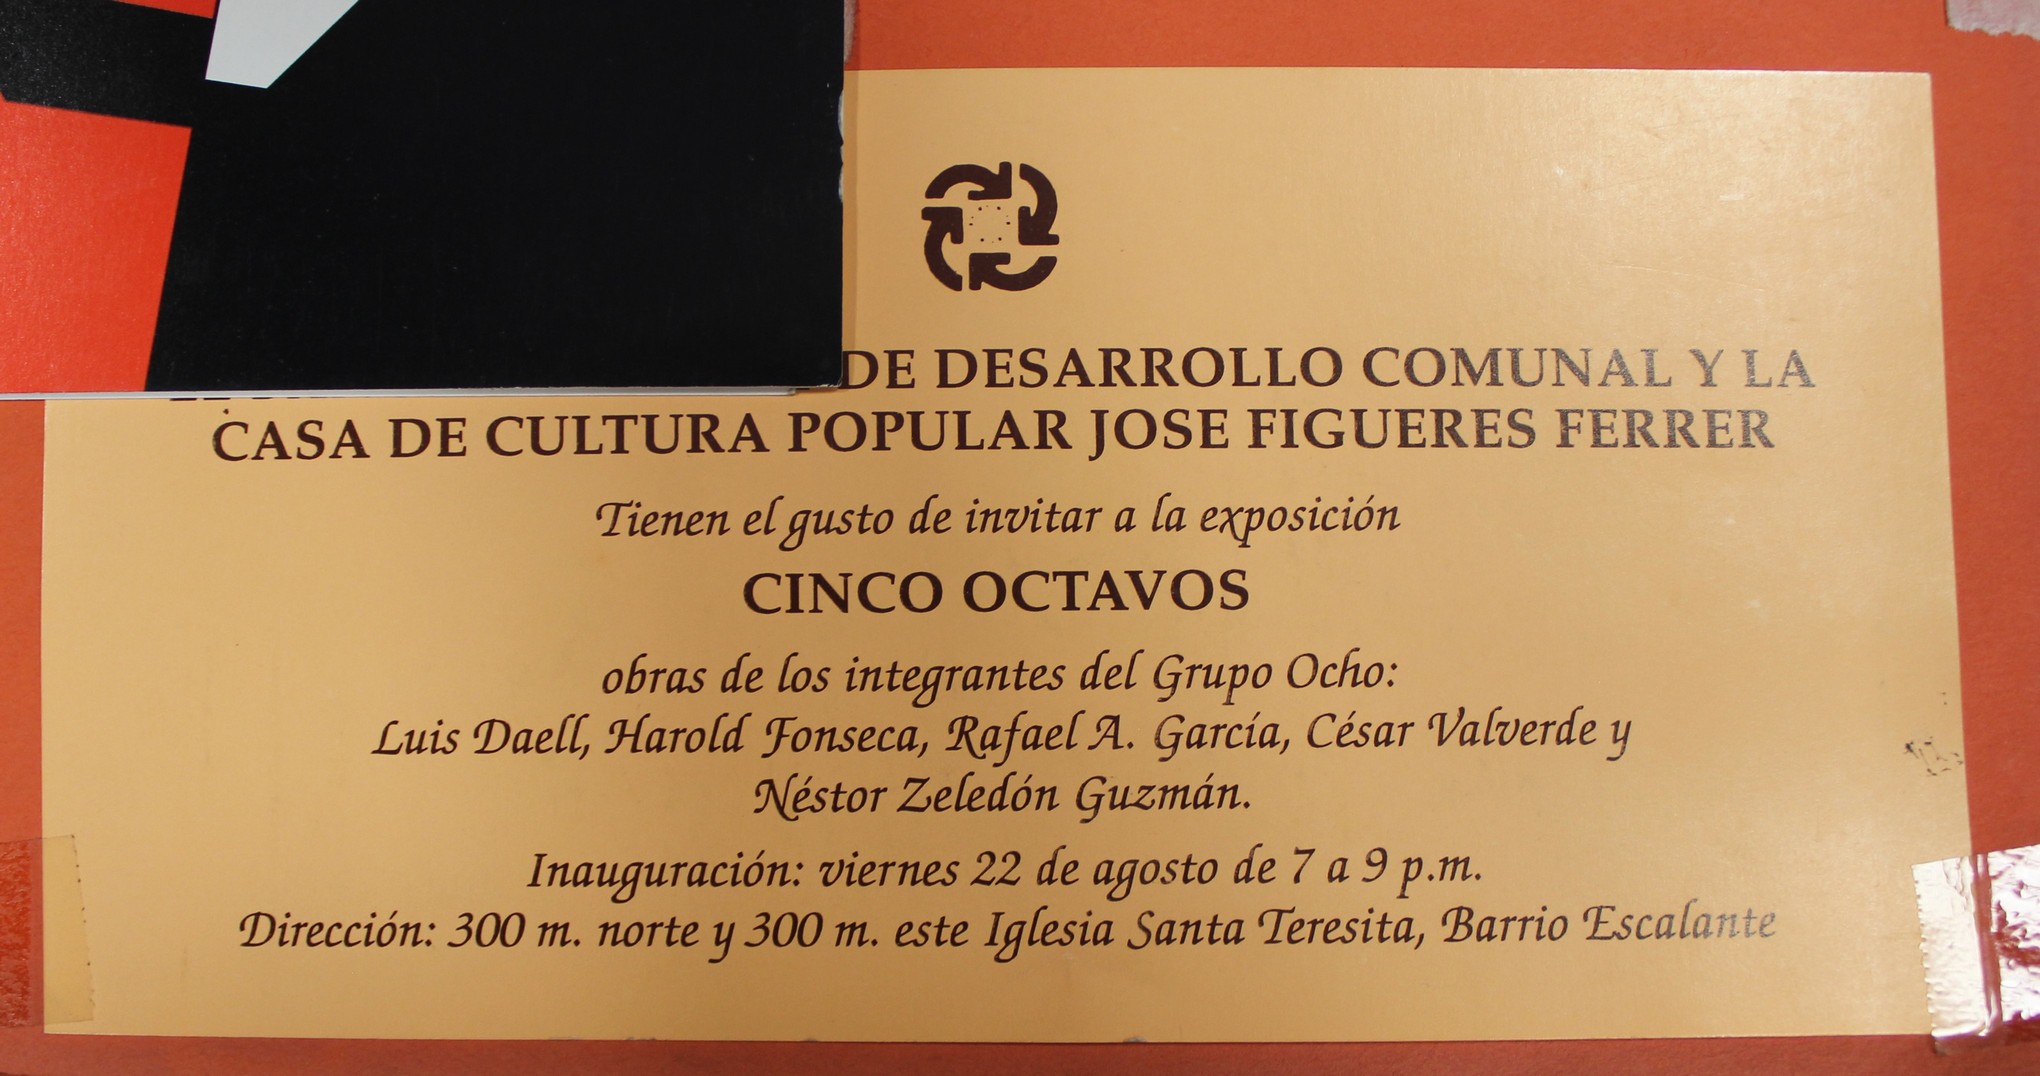 DE DESARROLLO COMUNAL Y LA
CASA DE CULTURA POPULAR JOSE FIGUERES FERRER
Tienen el gusto de invitar a la exposición
CINCO OCTAVOS
obras de los integrantes del Grupo Ocho:
Luis Daell, Harold Fonseca, Rafael A. García, César Valverde y
Néstor Zeledón Guzmán.
Inauguración: viernes 22 de agosto de 7 a 9 p.m.
Dirección: 300 m. norte y 300 m. este Iglesia Santa Teresita, Barrio Escalante